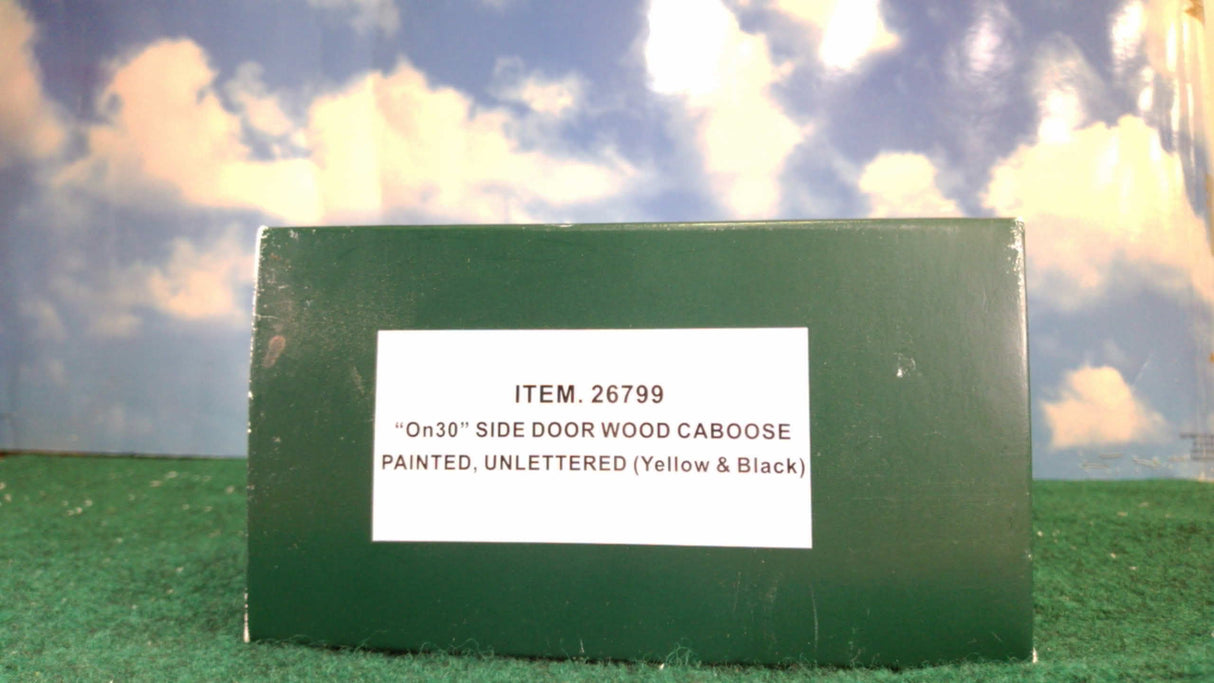 ITEM. 26799
“On30” SIDE DOOR WOOD CABOOSE
PAINTED, UNLETTERED (Yellow & Black)